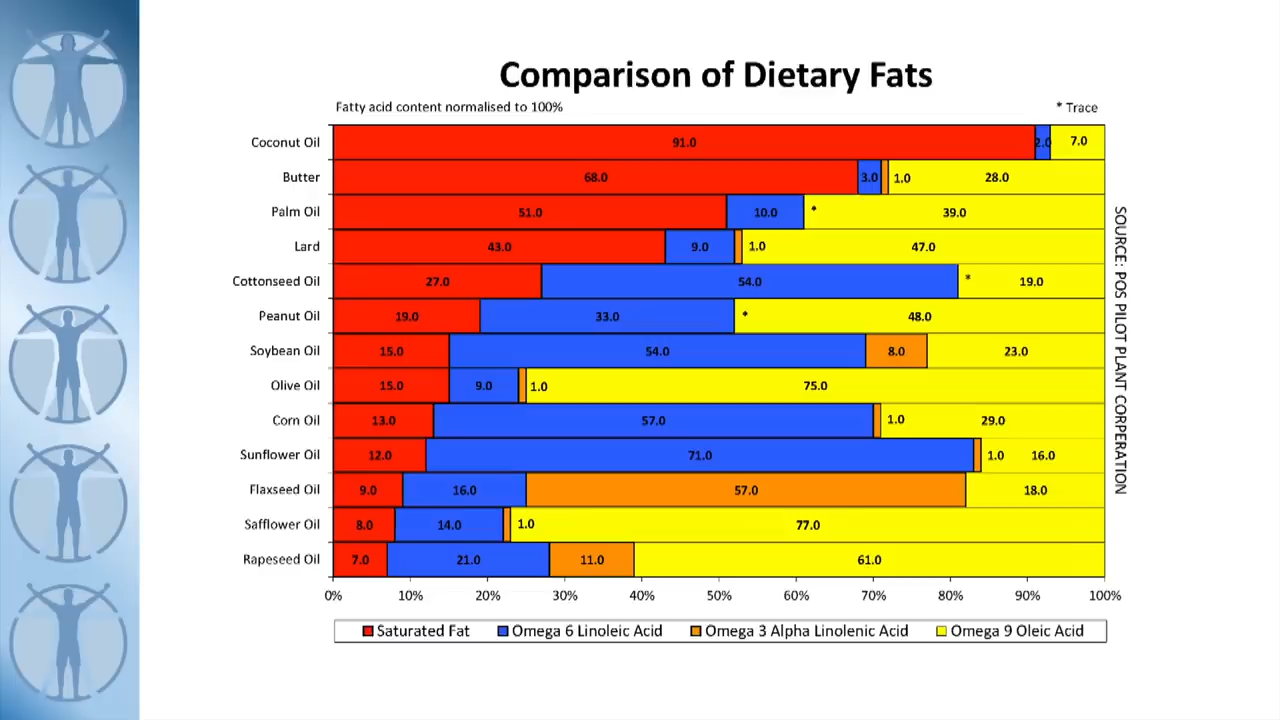 Comparison of Dietary Fats
Fatty acid content normalised to 100%
* Trace
Coconut Oil 91.0 2.0 7.0
Butter 68.0 3.0 1.0 28.0
Palm Oil 51.0 10.0 * 39.0
Lard 43.0 9.0 1.0 47.0
Cottonseed Oil 27.0 54.0 * 19.0
Peanut Oil 19.0 33.0 * 48.0
Soybean Oil 15.0 54.0 8.0 23.0
Olive Oil 15.0 9.0 1.0 75.0
Corn Oil 13.0 57.0 1.0 29.0
Sunflower Oil 12.0 71.0 1.0 16.0
Flaxseed Oil 9.0 16.0 57.0 18.0
Safflower Oil 8.0 14.0 1.0 77.0
Rapeseed Oil 7.0 21.0 11.0 61.0
0% 10% 20% 30% 40% 50% 60% 70% 80% 90% 100%
Saturated Fat Omega 6 Linoleic Acid Omega 3 Alpha Linolenic Acid Omega 9 Oleic Acid
SOURCE: POS PILOT PLANT CORPERATION